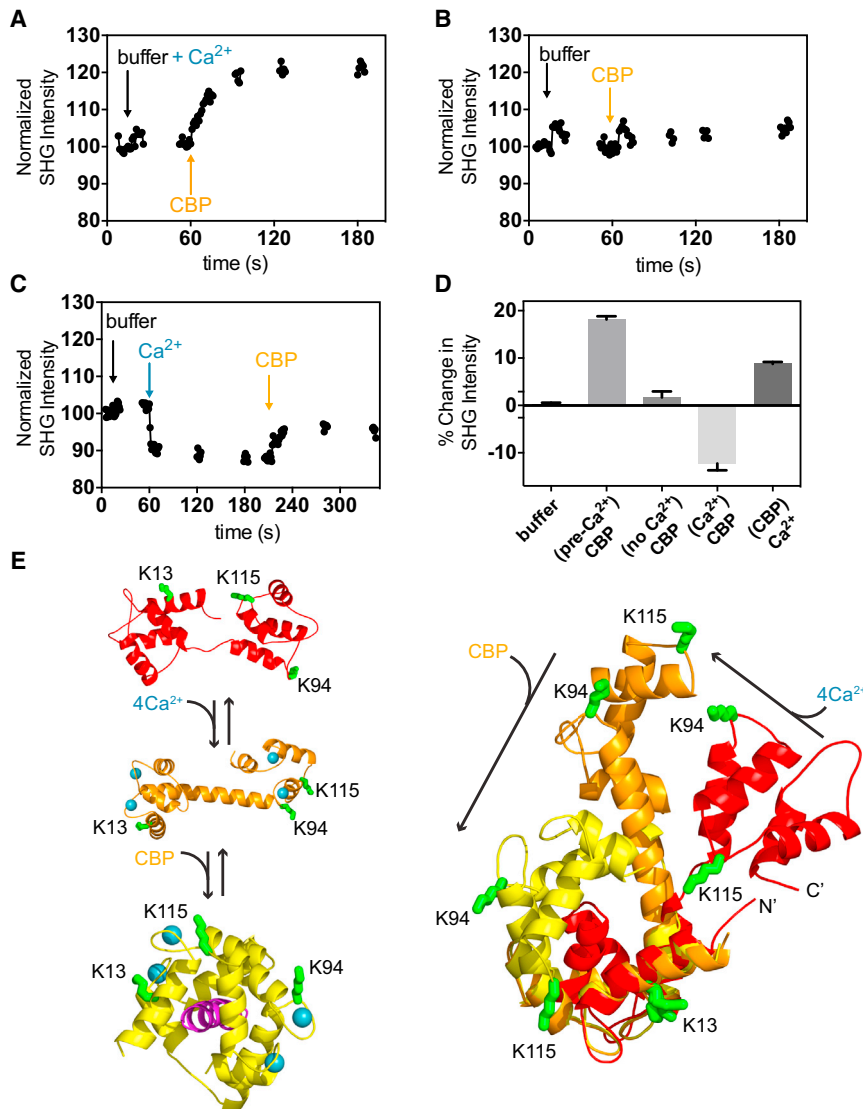 A
Normalized
SHG Intensity
130
120
110
100
90
80
0
60
120
180
time (s)
buffer + Ca²⁺
CBP
B
Normalized
SHG Intensity
130
120
110
100
90
80
0
60
120
180
time (s)
buffer
CBP
C
Normalized
SHG Intensity
130
120
110
100
90
80
0
60
120
180
240
300
time (s)
buffer
Ca²⁺
CBP
D
% Change in
SHG Intensity
20
10
0
-10
buffer
(pre-Ca²⁺)
CBP
(no Ca²⁺)
CBP
(Ca²⁺)
CBP
(CBP)
Ca²⁺
E
K13
K115
K94
4Ca²⁺
K115
K13
K94
CBP
K115
K13
K94
CBP
K115
K94
K94
4Ca²⁺
K94
K115
C'
N'
K115
K13